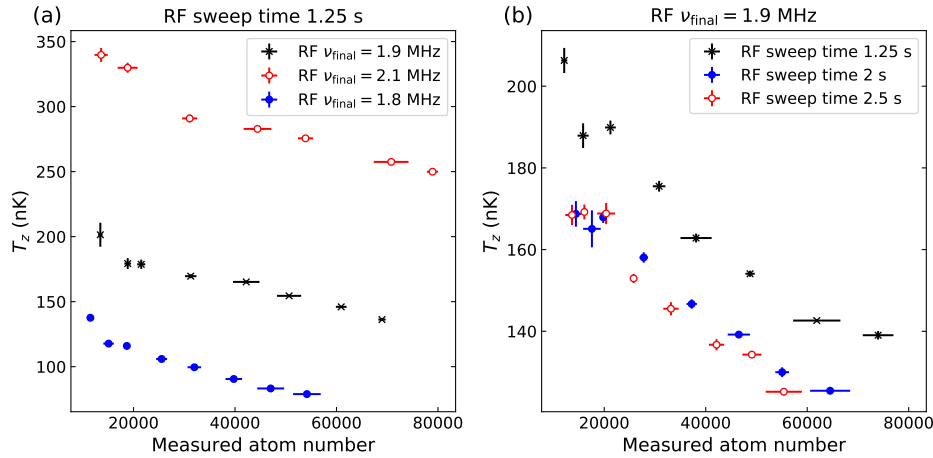 (a)
RF sweep time 1.25 s
RF ν_final = 1.9 MHz
RF ν_final = 2.1 MHz
RF ν_final = 1.8 MHz
350
300
250
200
150
100
T_z (nK)
20000 40000 60000 80000
Measured atom number
(b)
RF ν_final = 1.9 MHz
RF sweep time 1.25 s
RF sweep time 2 s
RF sweep time 2.5 s
200
180
160
140
T_z (nK)
20000 40000 60000 80000
Measured atom number